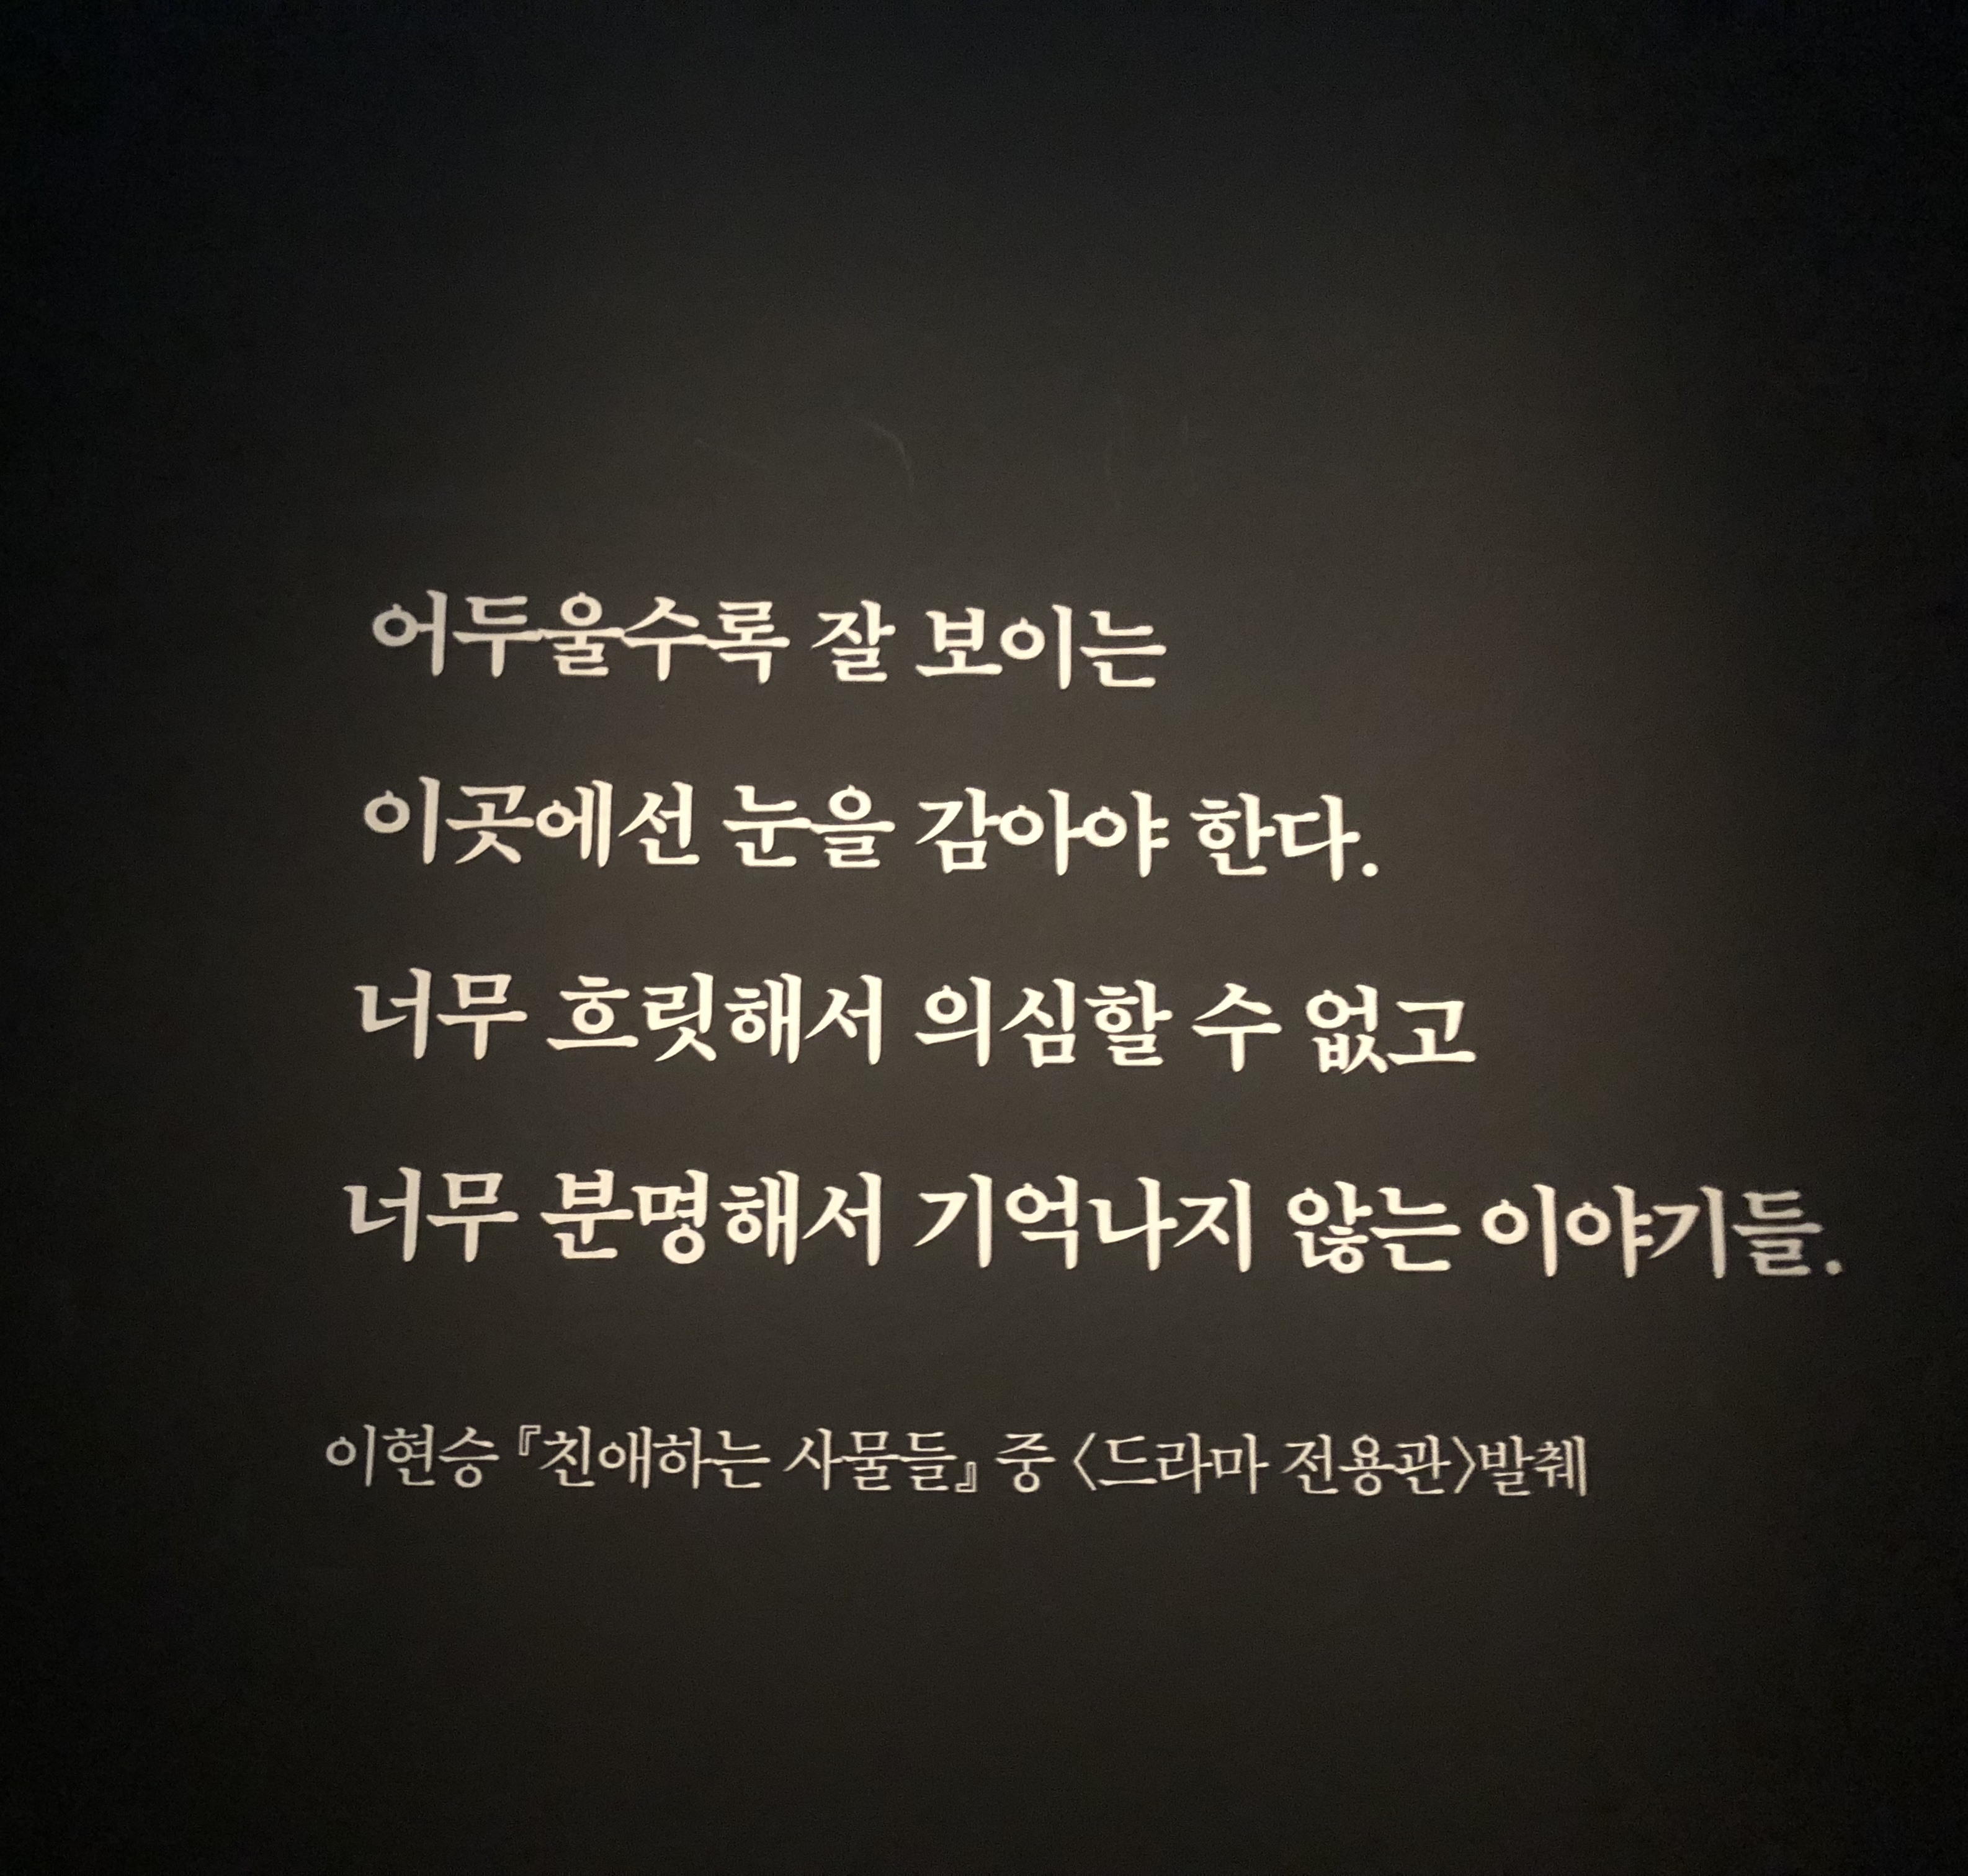 어두울수록 잘 보이는
이곳에선 눈을 감아야 한다.
너무 흐릿해서 의심할 수 없고
너무 분명해서 기억나지 않는 이야기들.
이현승 『친애하는 사물들』 중 〈드라마 전용관〉발췌